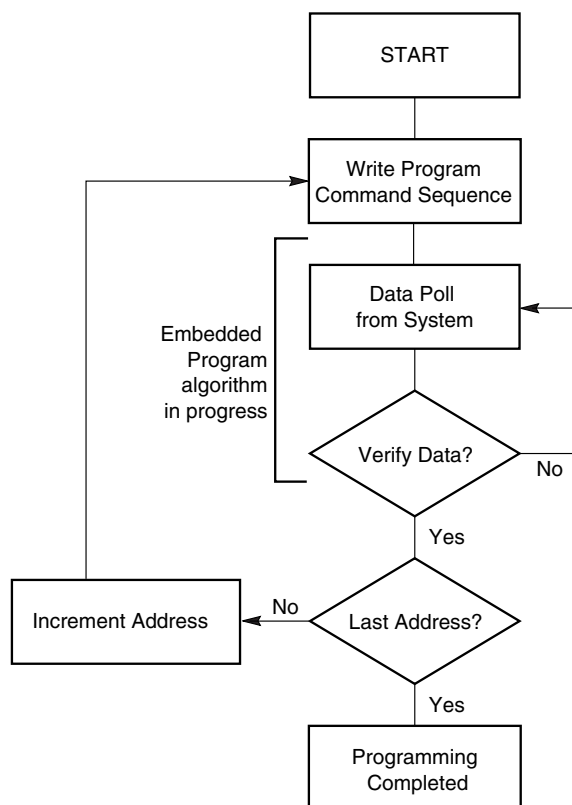 START
Write Program
Command Sequence
Data Poll
from System
Embedded
Program
algorithm
in progress
Verify Data?
No
Yes
Last Address?
No
Increment Address
Yes
Programming
Completed